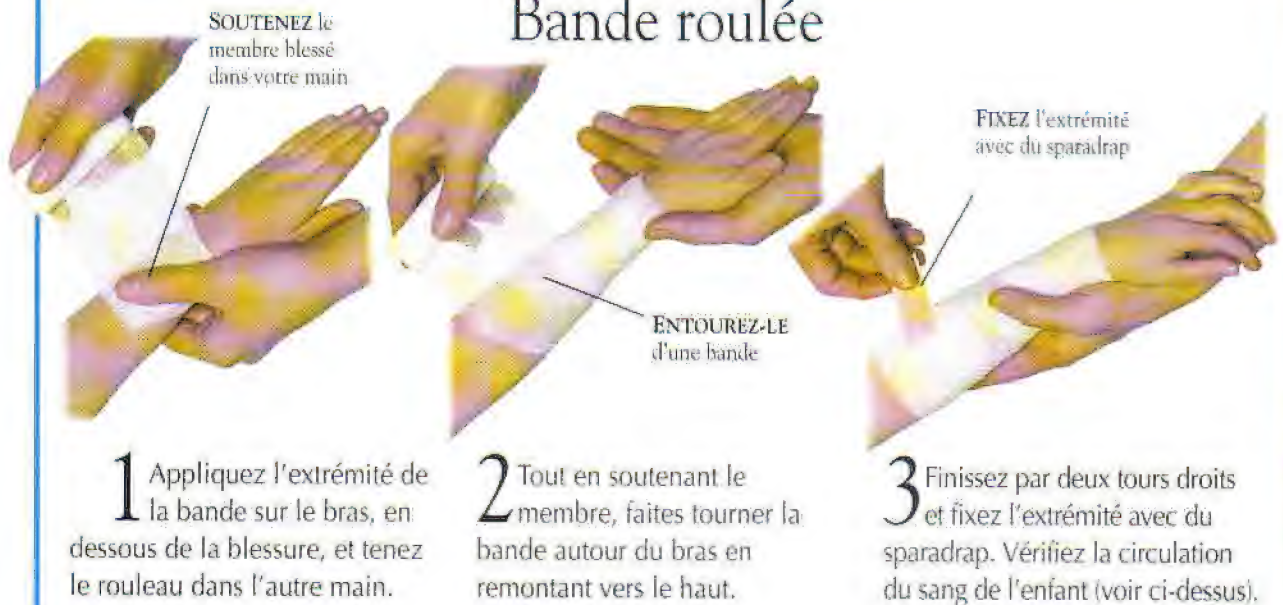 Bande roulée
SOUTENEZ le
membre blessé
dans votre main
ENTOUREZ-LE
d'une bande
FIXEZ l'extrémité
avec du sparadrap
1 Appliquez l'extrémité de
la bande sur le bras, en
dessous de la blessure, et tenez
le rouleau dans l'autre main.
2 Tout en soutenant le
membre, faites tourner la
bande autour du bras en
remontant vers le haut.
3 Finissez par deux tours droits
et fixez l'extrémité avec du
sparadrap. Vérifiez la circulation
du sang de l'enfant (voir ci-dessus).